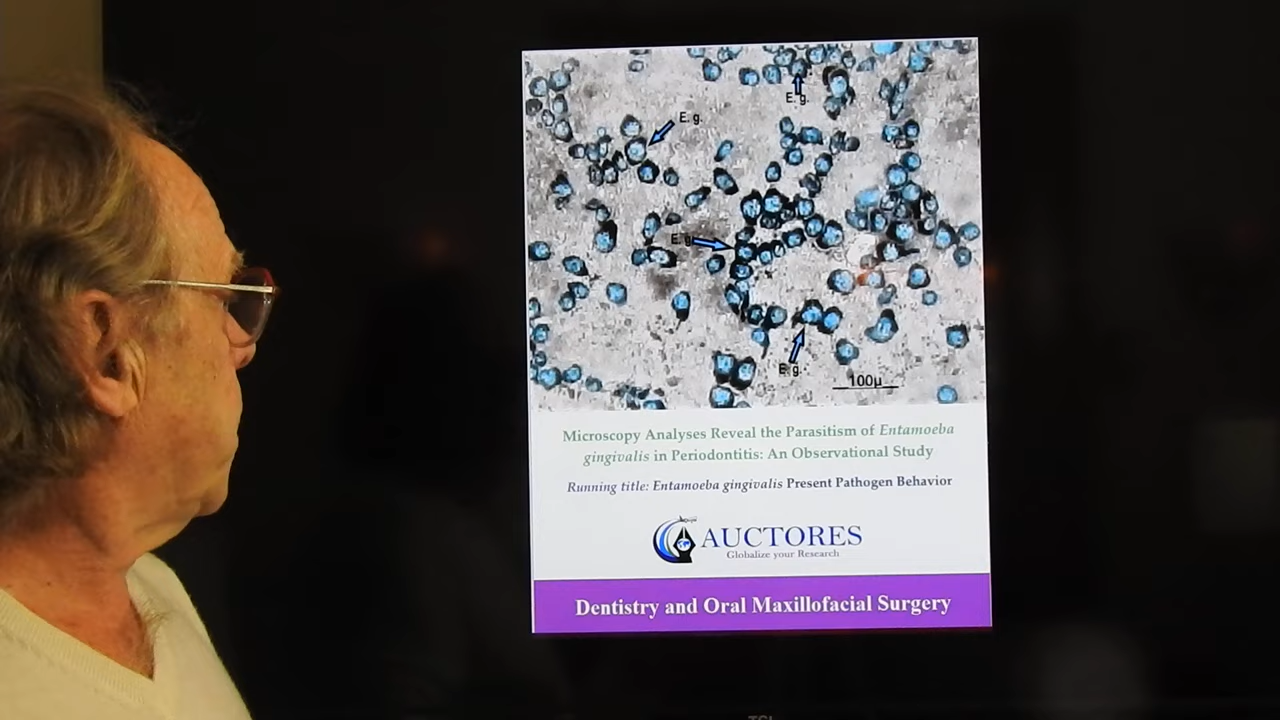 E. g.
E. g.
E. g.
E. g.
100µ
Microscopy Analyses Reveal the Parasitism of Entamoeba
gingivalis in Periodontitis: An Observational Study
Running title: Entamoeba gingivalis Present Pathogen Behavior
AUCTORES
Globalize your Research
Dentistry and Oral Maxillofacial Surgery